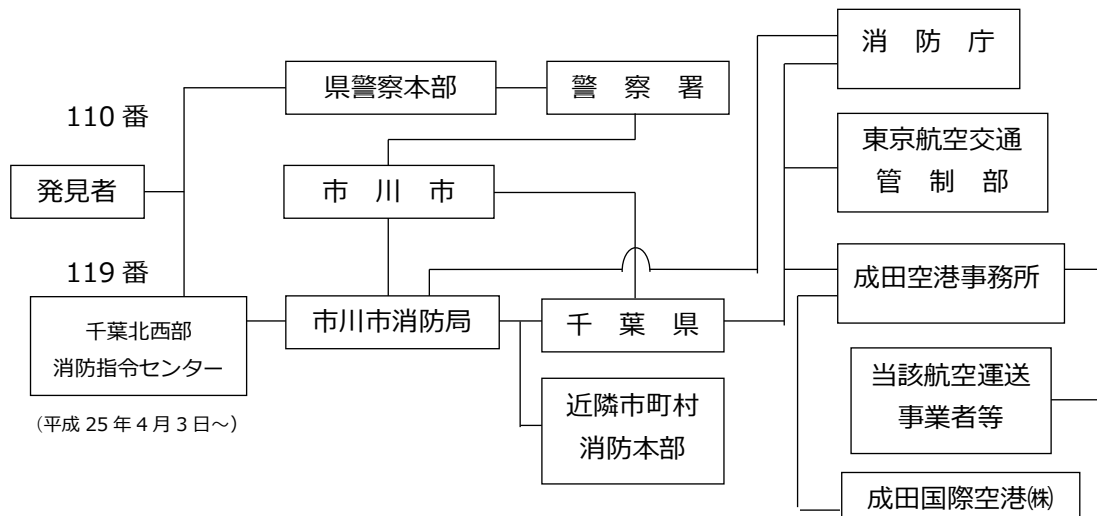 110 番
発見者
119 番
千葉北西部
消防指令センター
（平成 25 年 4 月 3 日～）
県警察本部
警 察 署
市 川 市
市川市消防局
千 葉 県
近隣市町村
消防本部
消 防 庁
東京航空交通
管 制 部
成田空港事務所
当該航空運送
事業者等
成田国際空港㈱